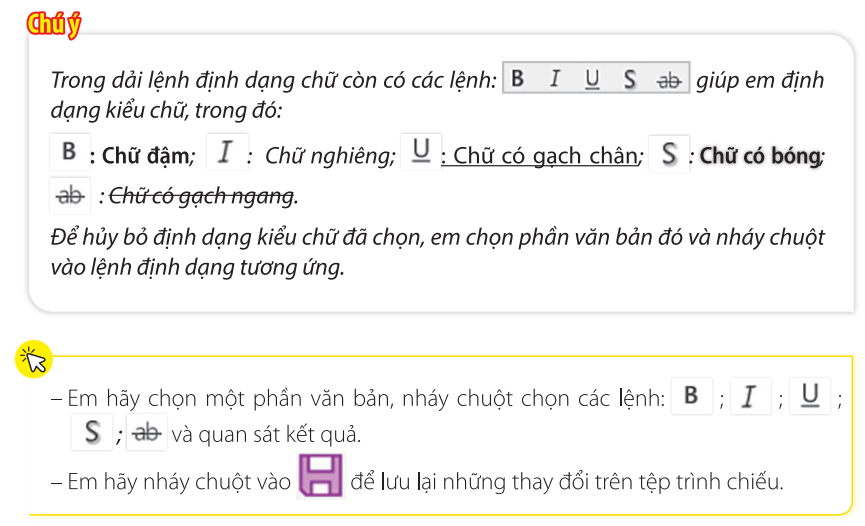 Chú ý
Trong dải lệnh định dạng chữ còn có các lệnh: B I U S ab giúp em định
dạng kiểu chữ, trong đó:
B : Chữ đậm; I : Chữ nghiêng; U : Chữ có gạch chân; S : Chữ có bóng;
ab : Chữ có gạch ngang.
Để hủy bỏ định dạng kiểu chữ đã chọn, em chọn phần văn bản đó và nháy chuột
vào lệnh định dạng tương ứng.
– Em hãy chọn một phần văn bản, nháy chuột chọn các lệnh: B ; I ; U ;
S ; ab và quan sát kết quả.
– Em hãy nháy chuột vào để lưu lại những thay đổi trên tệp trình chiếu.